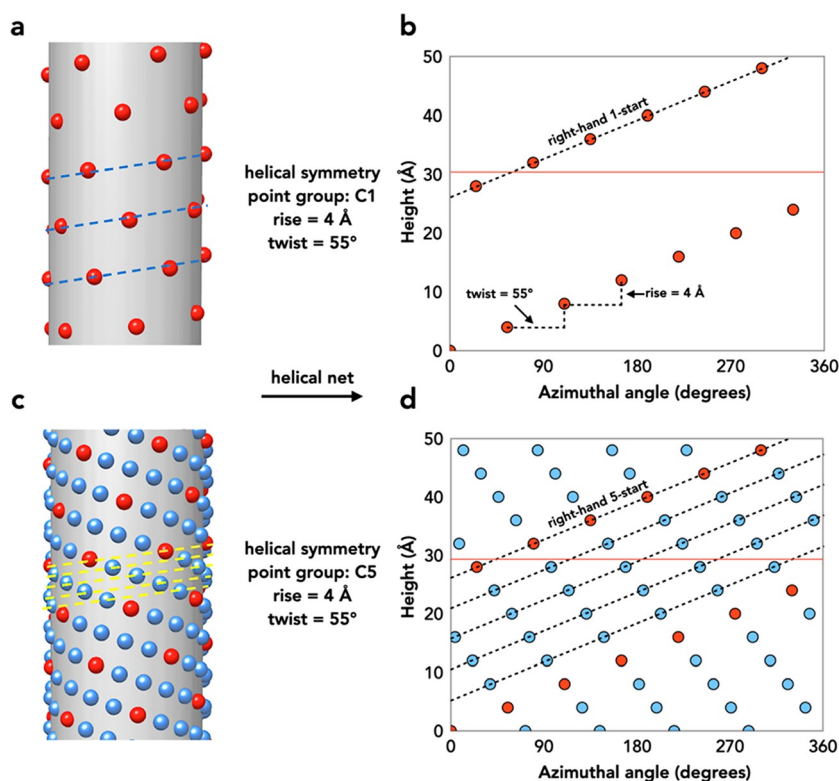 a
helical symmetry
point group: C1
rise = 4 Å
twist = 55°
b
50
40
30
20
10
0
Height (Å)
right-hand 1-start
twist = 55°
rise = 4 Å
90
180
270
360
Azimuthal angle (degrees)
helical net
c
helical symmetry
point group: C5
rise = 4 Å
twist = 55°
d
50
40
30
20
10
0
Height (Å)
right-hand 5-start
0
90
180
270
360
Azimuthal angle (degrees)